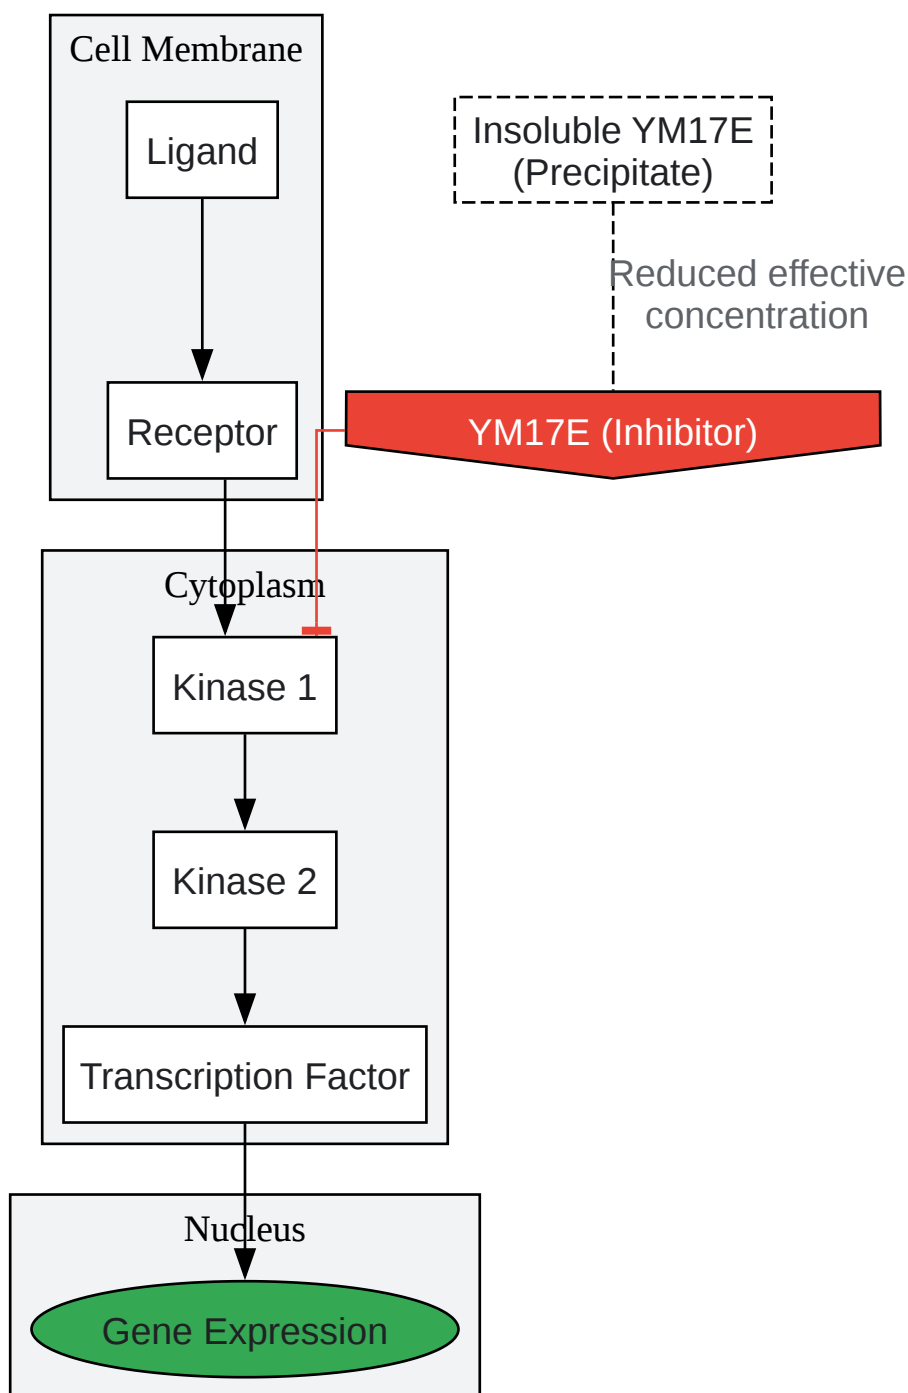 Cell Membrane
Ligand
Insoluble YM17E
(Precipitate)
Reduced effective
concentration
Receptor
YM17E (Inhibitor)
Cytoplasm
Kinase 1
Kinase 2
Transcription Factor
Nucleus
Gene Expression